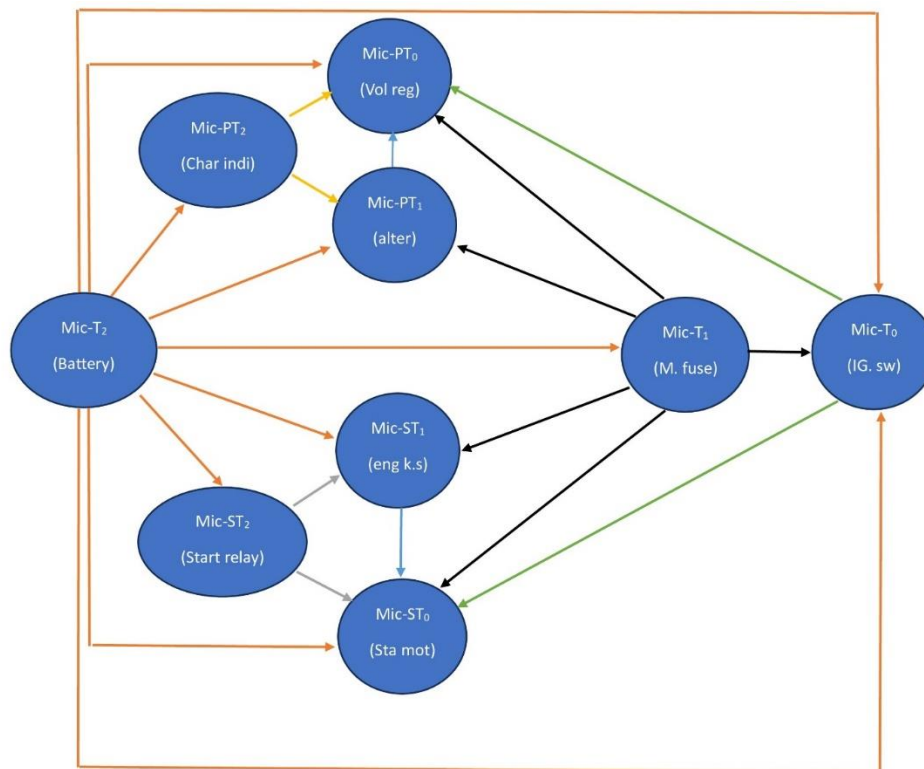 Mic-PT₀
(Vol reg)
Mic-PT₂
(Char indi)
Mic-PT₁
(alter)
Mic-T₂
(Battery)
Mic-T₁
(M. fuse)
Mic-T₀
(IG. sw)
Mic-ST₁
(eng k.s)
Mic-ST₂
(Start relay)
Mic-ST₀
(Sta mot)